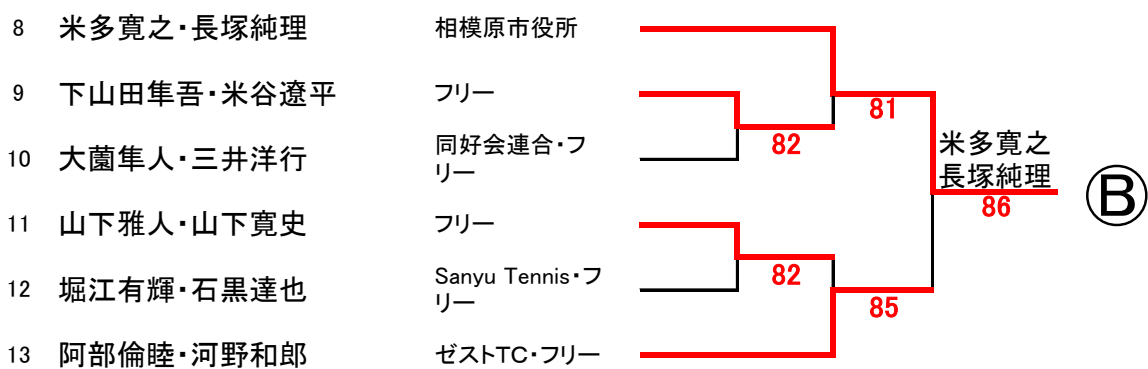 8 米多寛之・長塚純理 相模原市役所
9 下山田隼吾・米谷遼平 フリー
81
82
10 大薗隼人・三井洋行 同好会連合・フ
リー
米多寛之
長塚純理
B
86
11 山下雅人・山下寛史 フリー
82
12 堀江有輝・石黒達也 Sanyu Tennis・フ
リー
85
13 阿部倫睦・河野和郎 ゼストTC・フリー